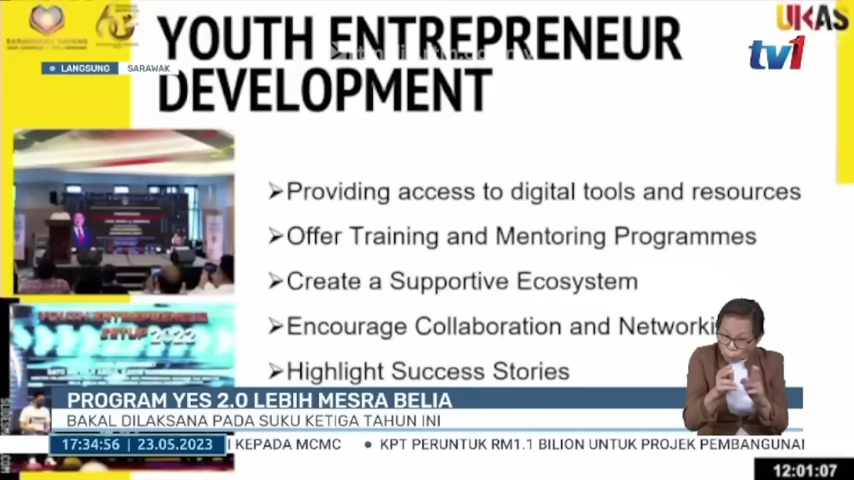 UKAS
YOUTH ENTREPRENEUR
DEVELOPMENT
tv1
LANGSUNG
SARAWAK
➢Providing access to digital tools and resources
➢Offer Training and Mentoring Programmes
➢Create a Supportive Ecosystem
➢Encourage Collaboration and Networki
➢Highlight Success Stories
YOUTH ENTREPRENEUR
2022
PROGRAM YES 2.0 LEBIH MESRA BELIA
BAKAL DILAKSANA PADA SUKU KETIGA TAHUN INI
17:34:56 23.05.2023 I KEPADA MCMC • KPT PERUNTUK RM1.1 BILION UNTUK PROJEK PEMBANGUNAN
12:01:07